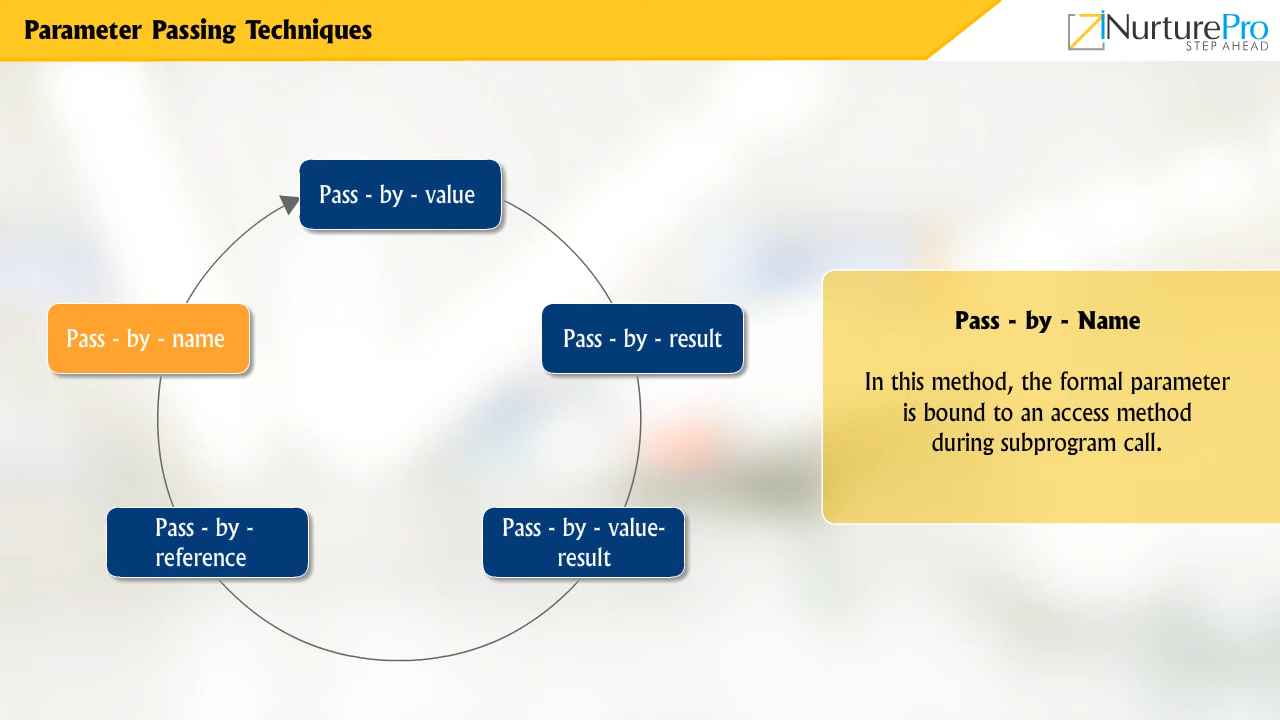 Parameter Passing Techniques
iNurturePro
STEP AHEAD
Pass - by - value
Pass - by - name
Pass - by - result
Pass - by -
reference
Pass - by - value-
result
Pass - by - Name
In this method, the formal parameter
is bound to an access method
during subprogram call.